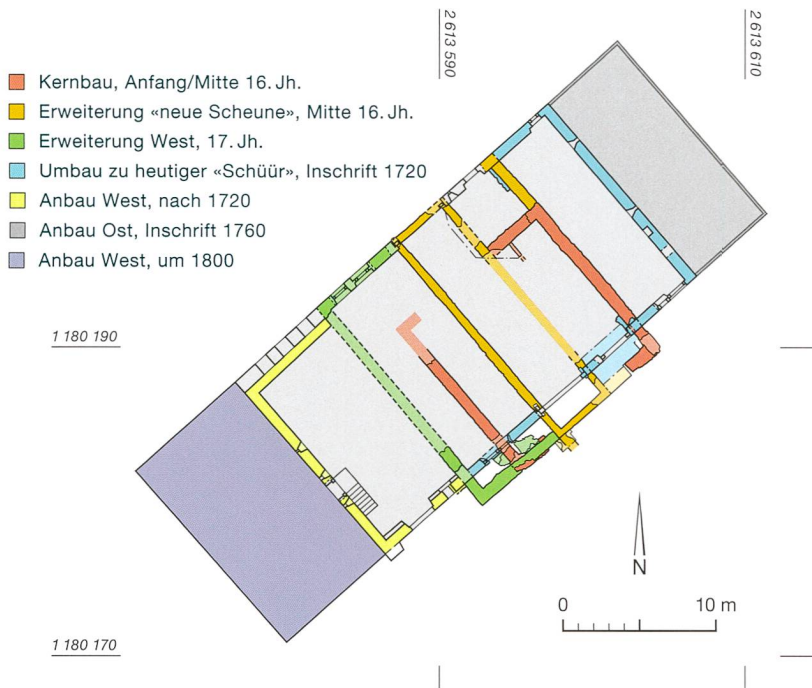 2 613 590
2 613 610
Kernbau, Anfang/Mitte 16. Jh.
Erweiterung «neue Scheune», Mitte 16. Jh.
Erweiterung West, 17. Jh.
Umbau zu heutiger «Schüür», Inschrift 1720
Anbau West, nach 1720
Anbau Ost, Inschrift 1760
Anbau West, um 1800
1 180 190
N
0 10 m
1 180 170